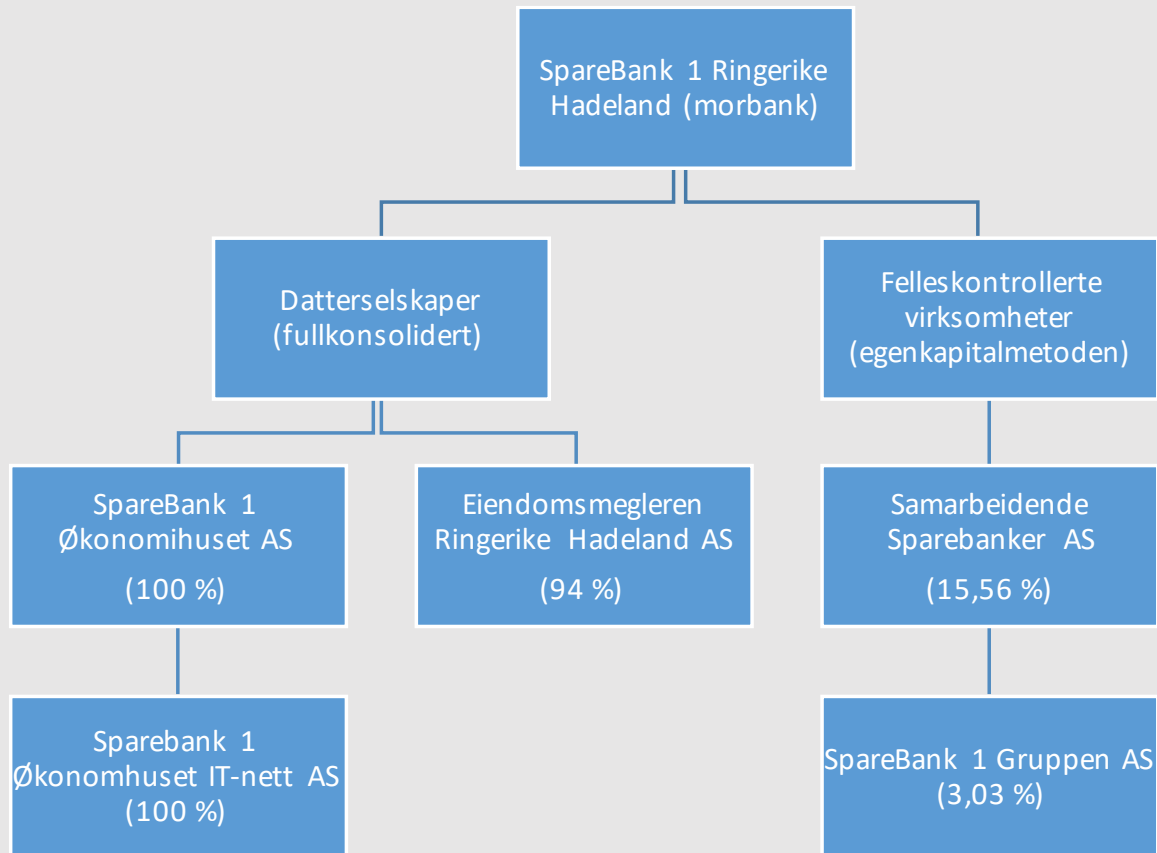 SpareBank 1 Ringerike
Hadeland (morbank)
Datterselskaper
(fullkonsolidert)
Felleskontrollerte
virksomheter
(egenkapitalmetoden)
SpareBank 1
Økonomihuset AS
(100 %)
Eiendomsmegleren
Ringerike Hadeland AS
(94 %)
Samarbeidende
Sparebanker AS
(15,56 %)
Sparebank 1
Økonomhuset IT-nett AS
(100 %)
SpareBank 1 Gruppen AS
(3,03 %)